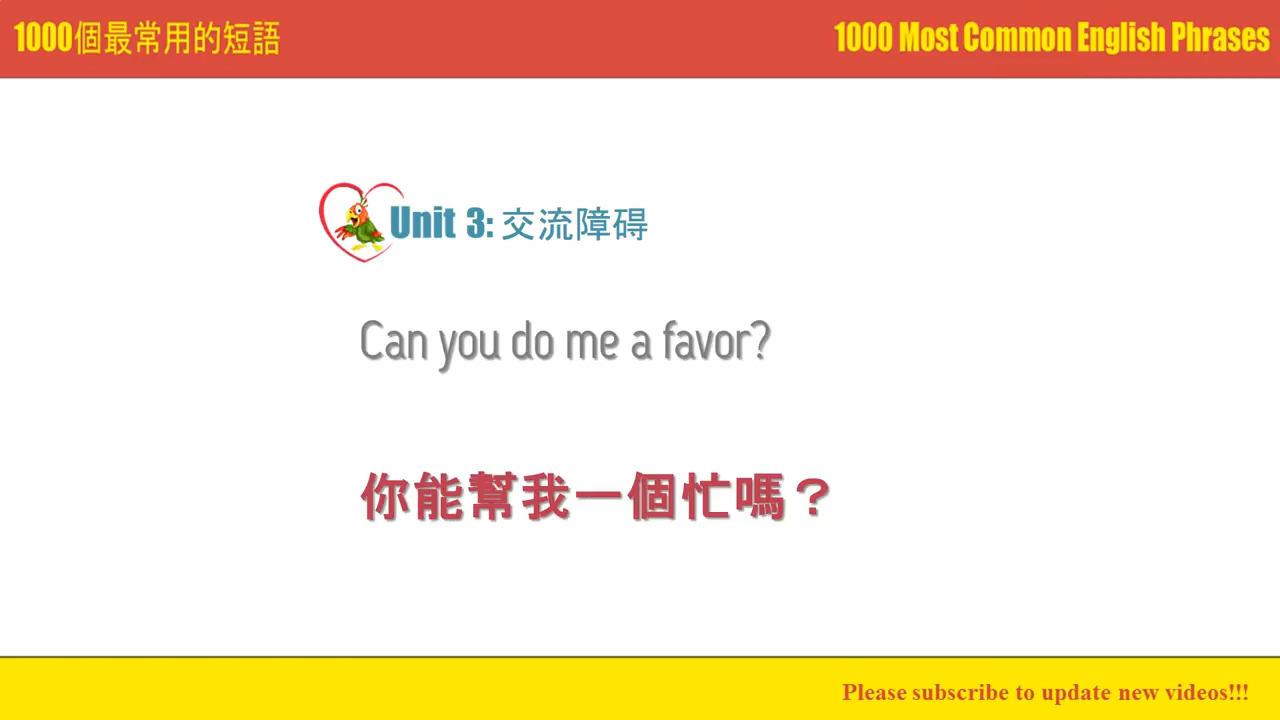 1000個最常用的短語
1000 Most Common English Phrases
Unit 3: 交流障碍
Can you do me a favor?
你能幫我一個忙嗎？
Please subscribe to update new videos!!!